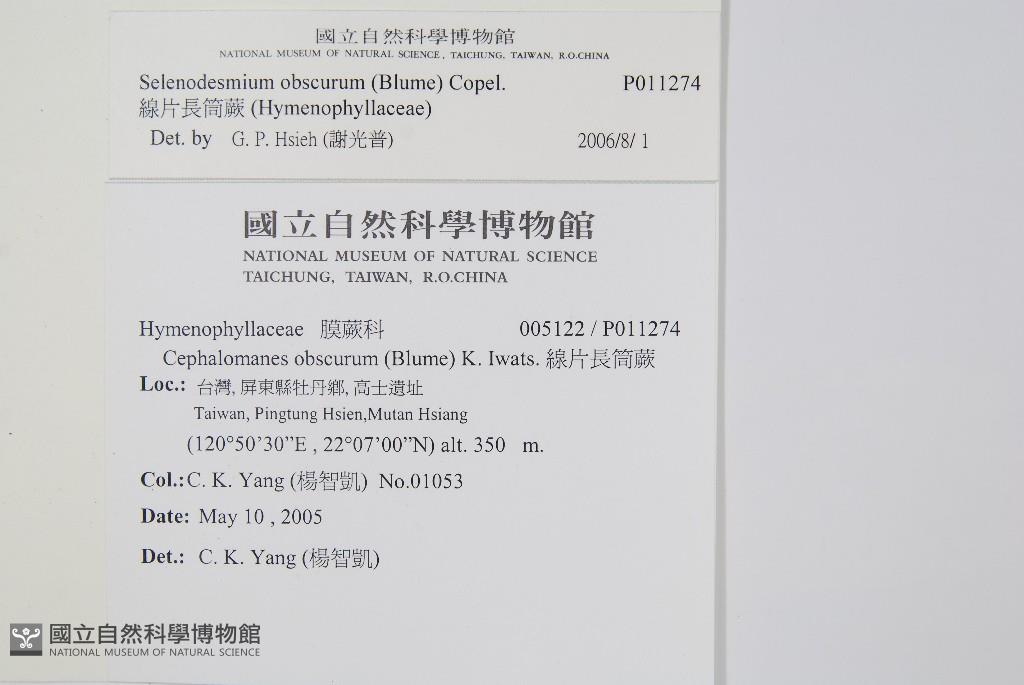 國立自然科學博物館
NATIONAL MUSEUM OF NATURAL SCIENCE, TAICHUNG, TAIWAN, R.O.CHINA
Selenodesmium obscurum (Blume) Copel. P011274
線片長筒蕨 (Hymenophyllaceae)
Det. by G. P. Hsieh (謝光普) 2006/8/ 1
國立自然科學博物館
NATIONAL MUSEUM OF NATURAL SCIENCE
TAICHUNG, TAIWAN, R.O.CHINA
Hymenophyllaceae 膜蕨科 005122 / P011274
Cephalomanes obscurum (Blume) K. Iwats. 線片長筒蕨
Loc.: 台灣, 屏東縣牡丹鄉, 高士遺址
Taiwan, Pingtung Hsien,Mutan Hsiang
(120°50’30”E , 22°07’00”N) alt. 350 m.
Col.: C. K. Yang (楊智凱) No.01053
Date: May 10 , 2005
Det.: C. K. Yang (楊智凱)
國立自然科學博物館
NATIONAL MUSEUM OF NATURAL SCIENCE